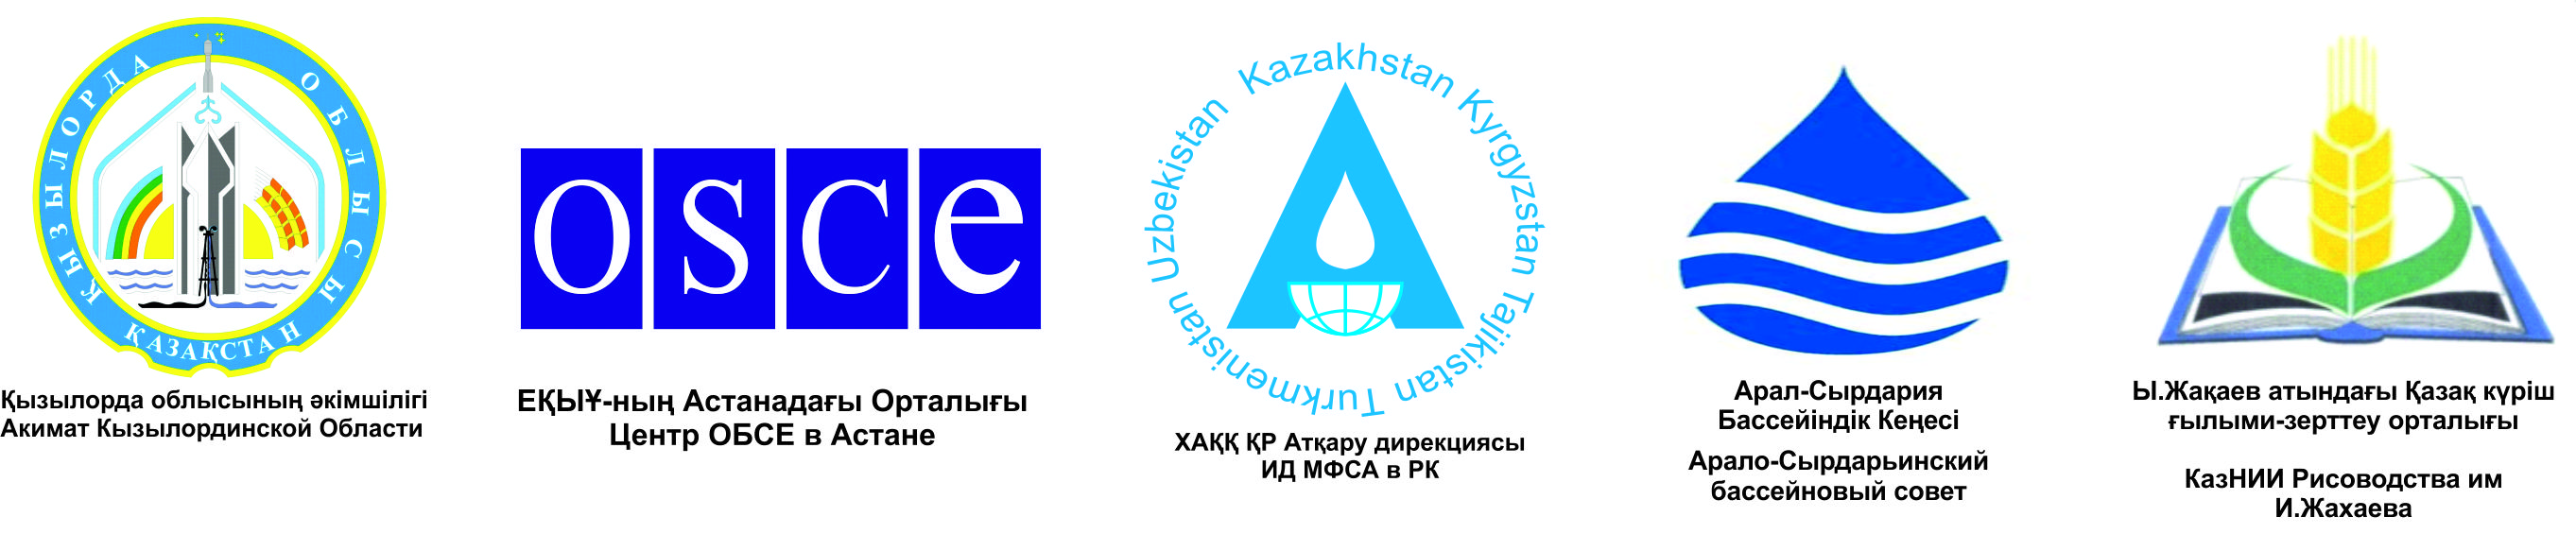 ҚЫЗЫЛОРДА ОБЛЫСЫ
ҚАЗАҚСТАН
Қызылорда облысының әкімшілігі
Акимат Кызылординской Области
OSCE
ЕҚЫҰ-ның Астанадағы Орталығы
Центр ОБСЕ в Астане
Kazakhstan Kyrgyzstan Tajikistan Turkmenistan Uzbekistan
ХАҚҚ ҚР Атқару дирекциясы
ИД МФСА в РК
Арал-Сырдария
Бассейіндік Кеңесі
Арало-Сырдарьинский
бассейновый совет
Ы.Жақаев атындағы Қазақ күріш
ғылыми-зерттеу орталығы
КазНИИ Рисоводства им
И.Жахаева